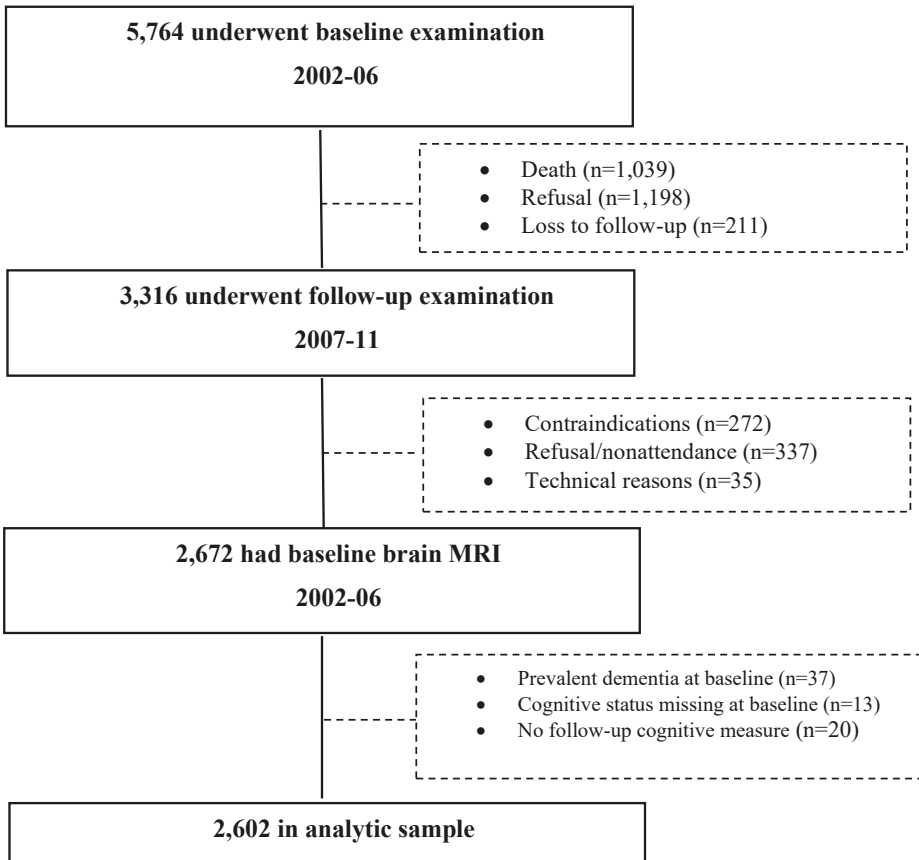 5,764 underwent baseline examination
2002-06
• Death (n=1,039)
• Refusal (n=1,198)
• Loss to follow-up (n=211)
3,316 underwent follow-up examination
2007-11
• Contraindications (n=272)
• Refusal/nonattendance (n=337)
• Technical reasons (n=35)
2,672 had baseline brain MRI
2002-06
• Prevalent dementia at baseline (n=37)
• Cognitive status missing at baseline (n=13)
• No follow-up cognitive measure (n=20)
2,602 in analytic sample